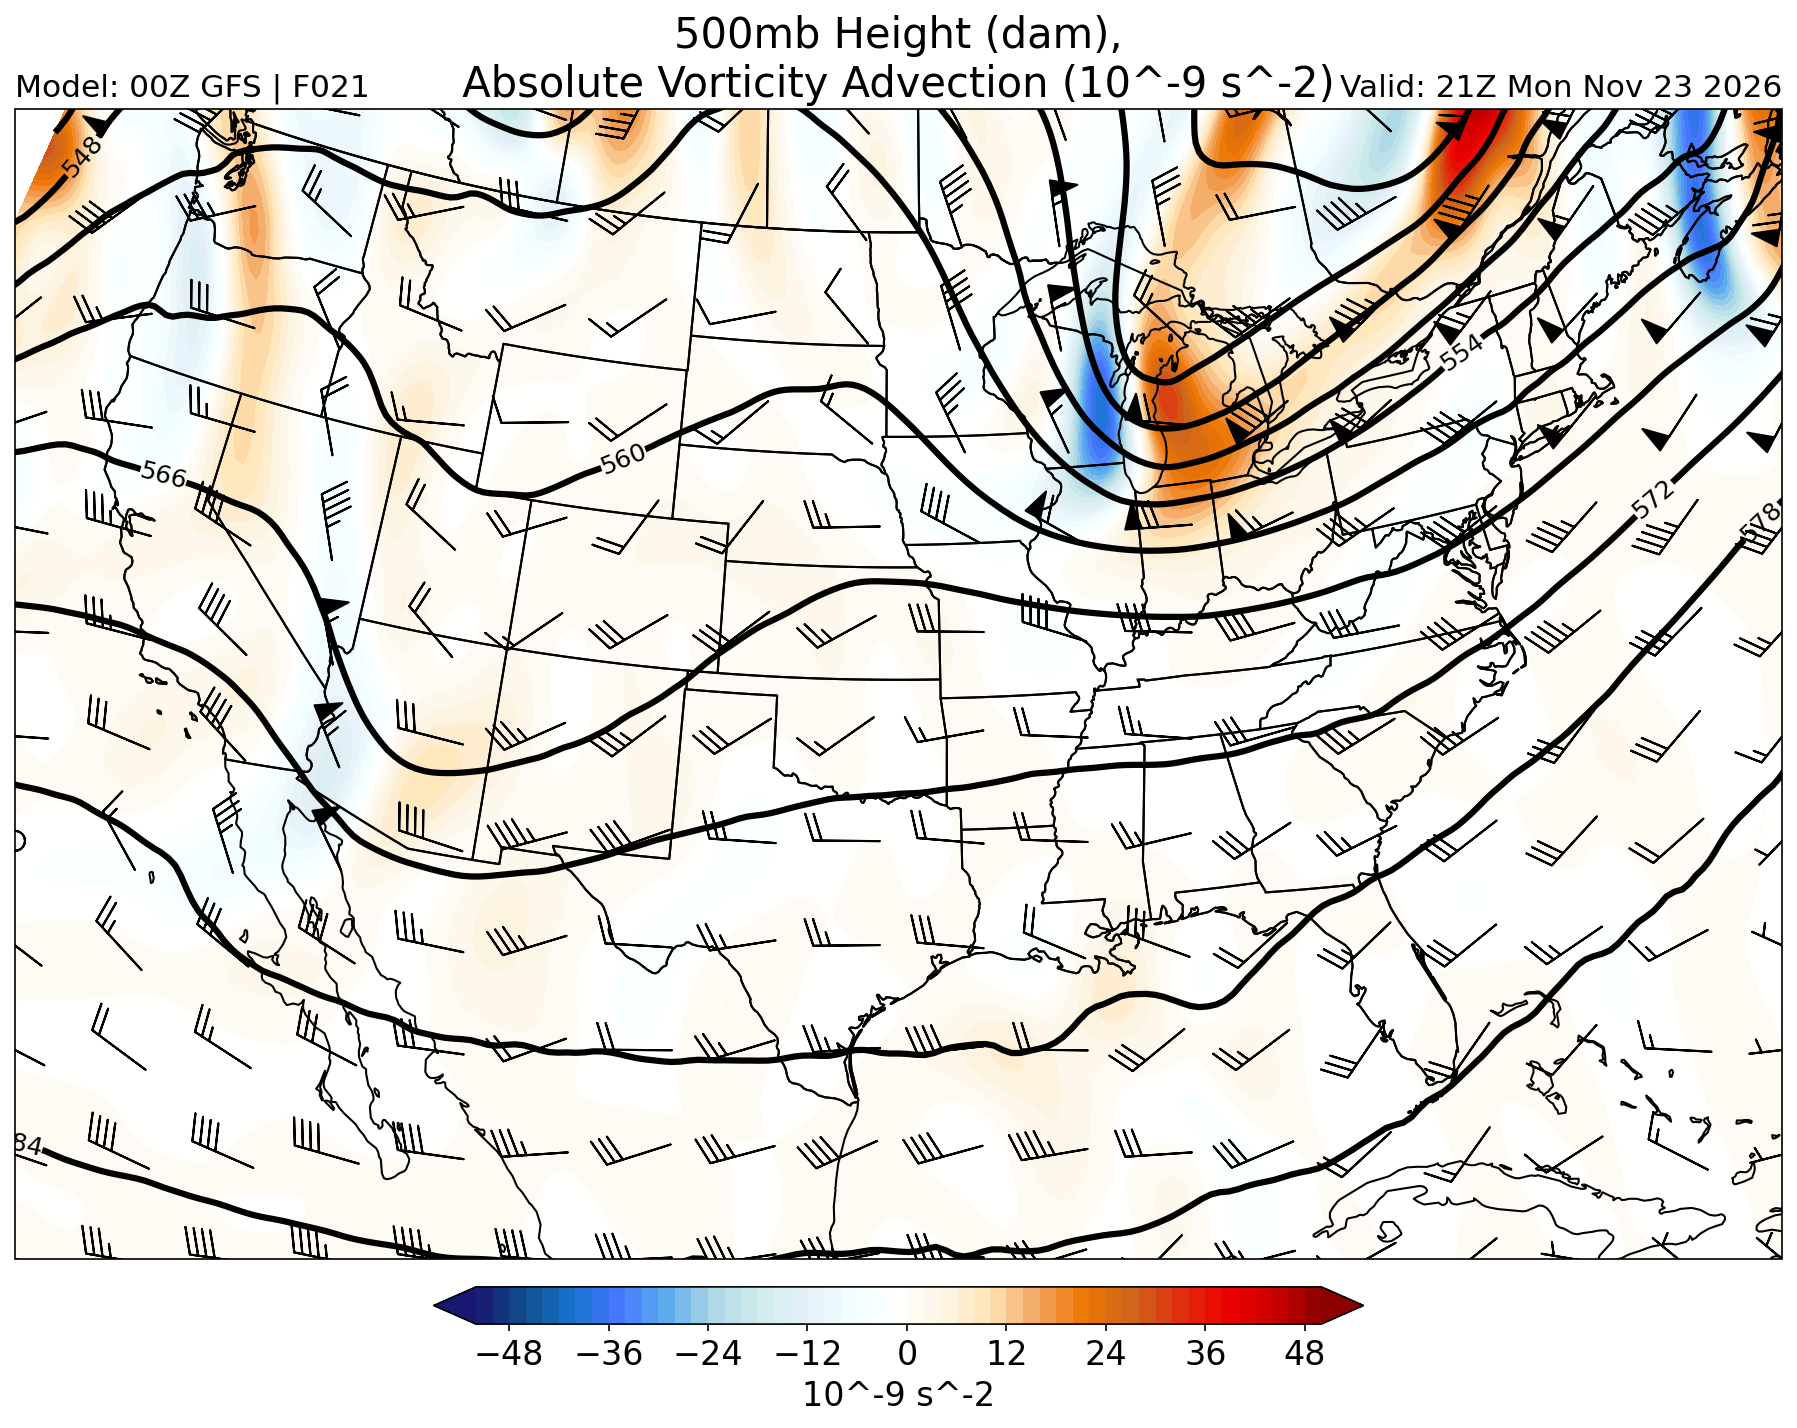 500mb Height (dam),
Model: 00Z GFS | F021
Absolute Vorticity Advection (10^-9 s^-2)
Valid: 21Z Mon Nov 23 2026
548
554
560
566
572
578
84
−48 −36 −24 −12 0 12 24 36 48
10^-9 s^-2